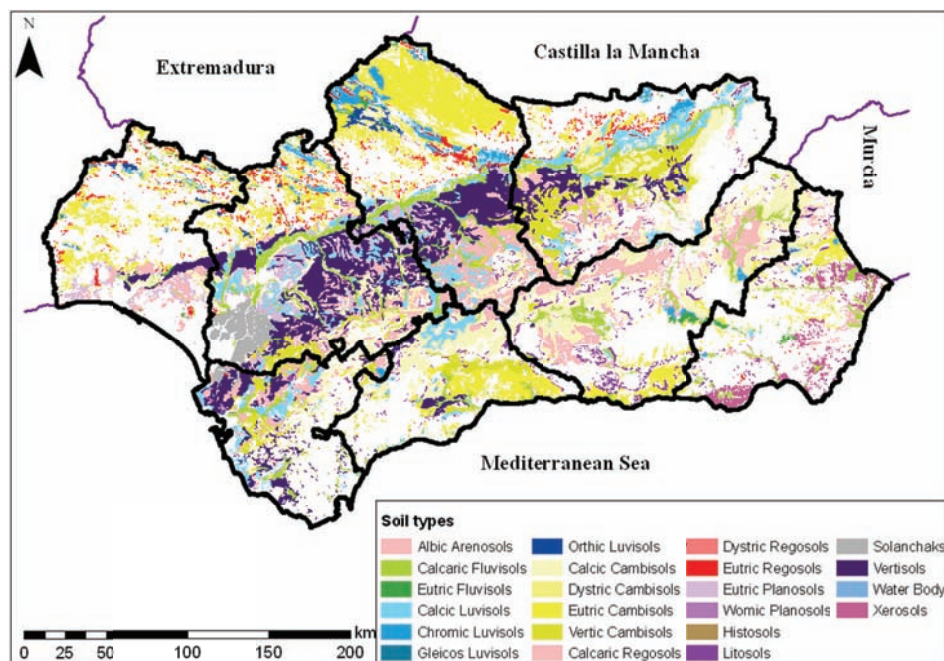 N
Extremadura
Castilla la Mancha
Murcia
Mediterranean Sea
Soil types
Albic Arenosols
Calcaric Fluvisols
Eutric Fluvisols
Calcic Luvisols
Chromic Luvisols
Gleicos Luvisols
Orthic Luvisols
Calcic Cambisols
Dystric Cambisols
Eutric Cambisols
Vertic Cambisols
Calcaric Regosols
Dystric Regosols
Eutric Regosols
Eutric Planosols
Womic Planosols
Histosols
Litosols
Solanchaks
Vertisols
Water Body
Xerosols
km
0 25 50 100 150 200